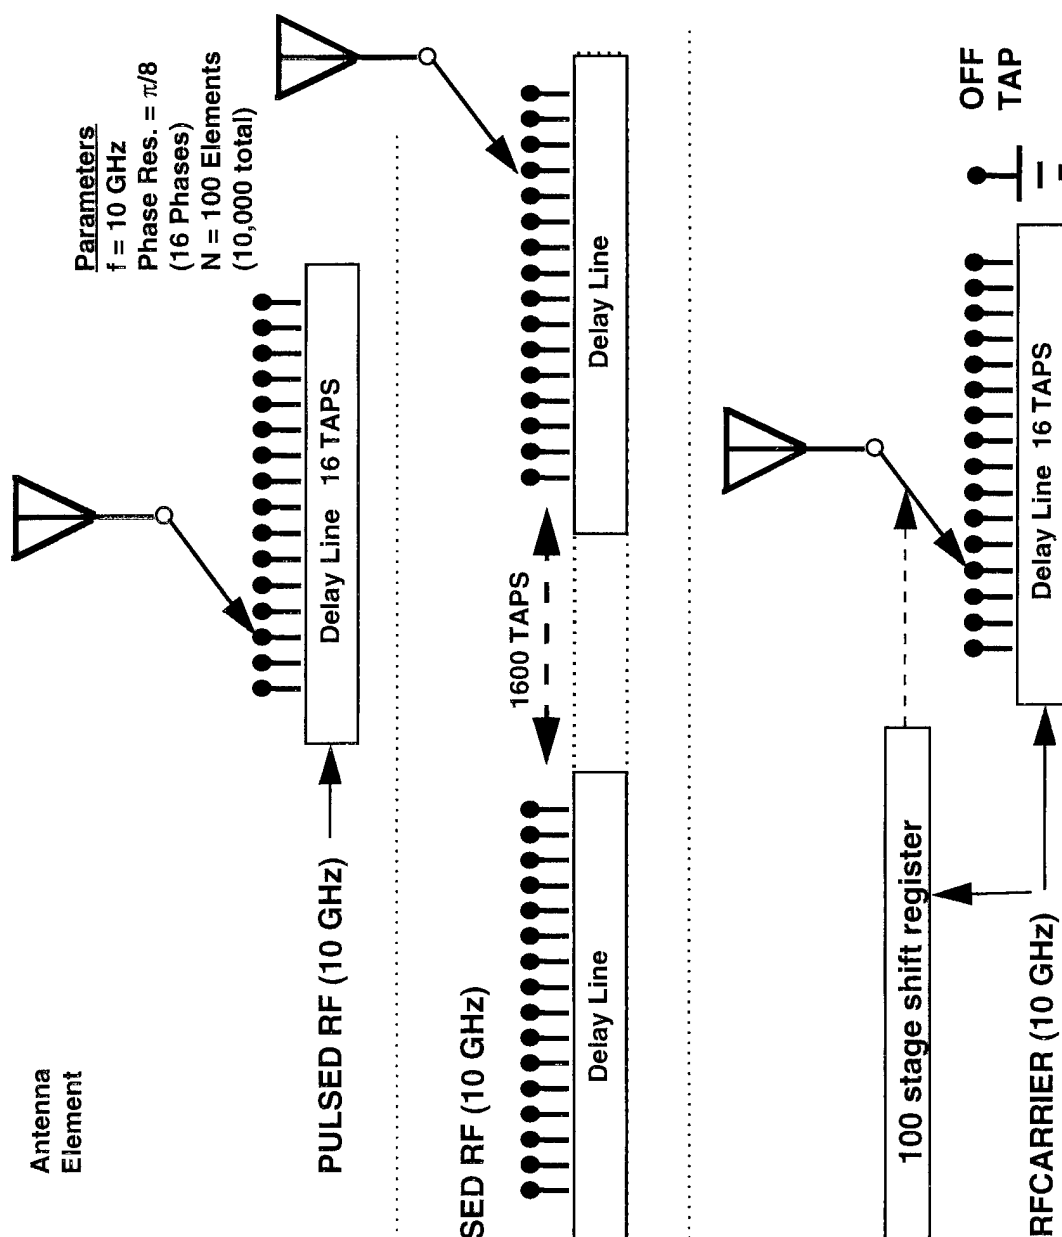 Antenna
Element
Parameters
f = 10 GHz
Phase Res. = π/8
(16 Phases)
N = 100 Elements
(10,000 total)
Delay Line 16 TAPS
PULSED RF (10 GHz)
SED RF (10 GHz)
1600 TAPS
Delay Line
Delay Line
100 stage shift register
RFCARRIER (10 GHz)
Delay Line 16 TAPS
OFF
TAP